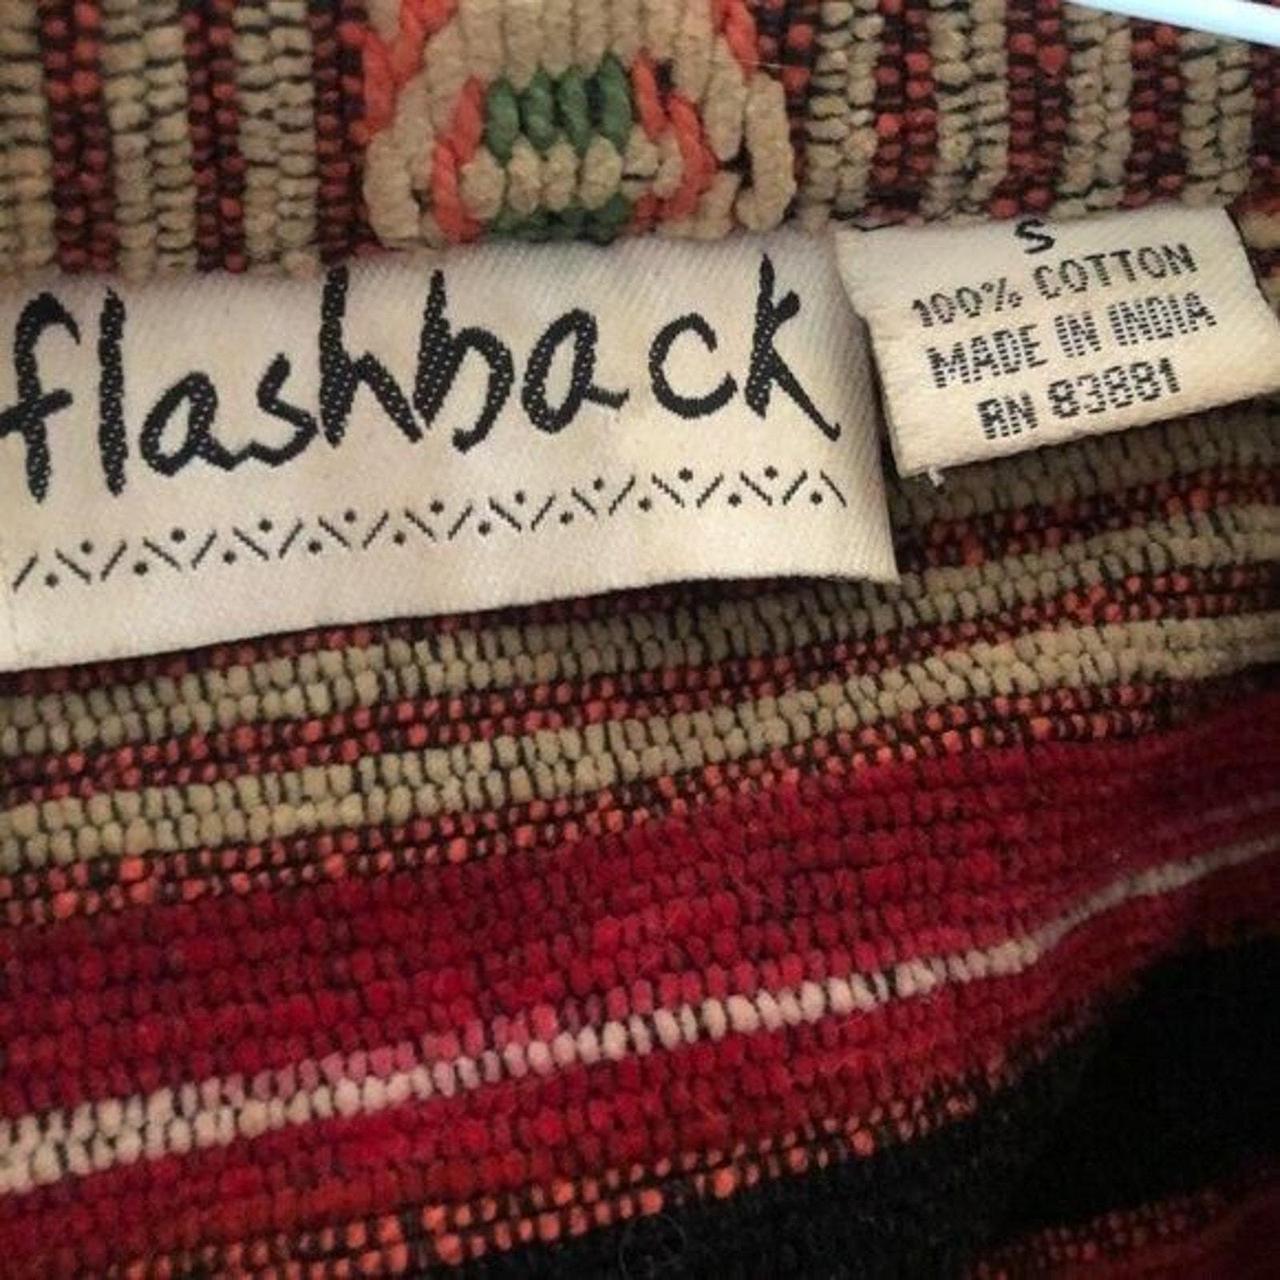 flashback
S
100% COTTON
MADE IN INDIA
RN 83881